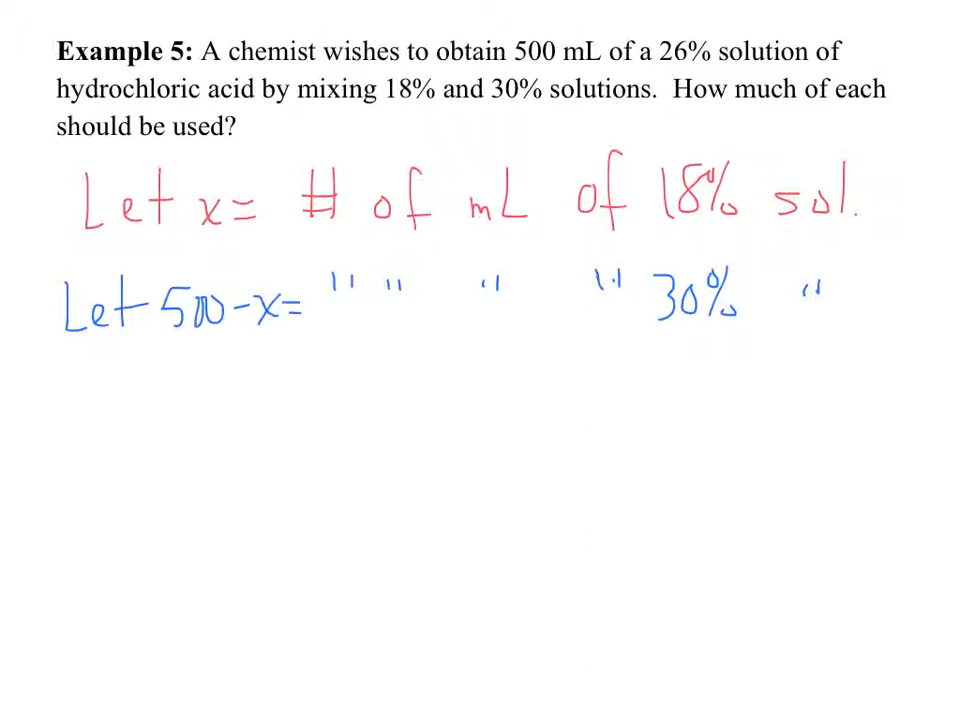 Example 5: A chemist wishes to obtain 500 mL of a 26% solution of
hydrochloric acid by mixing 18% and 30% solutions. How much of each
should be used?
Let x = # of mL of 18% sol.
Let 500-x = " " " " 30% "